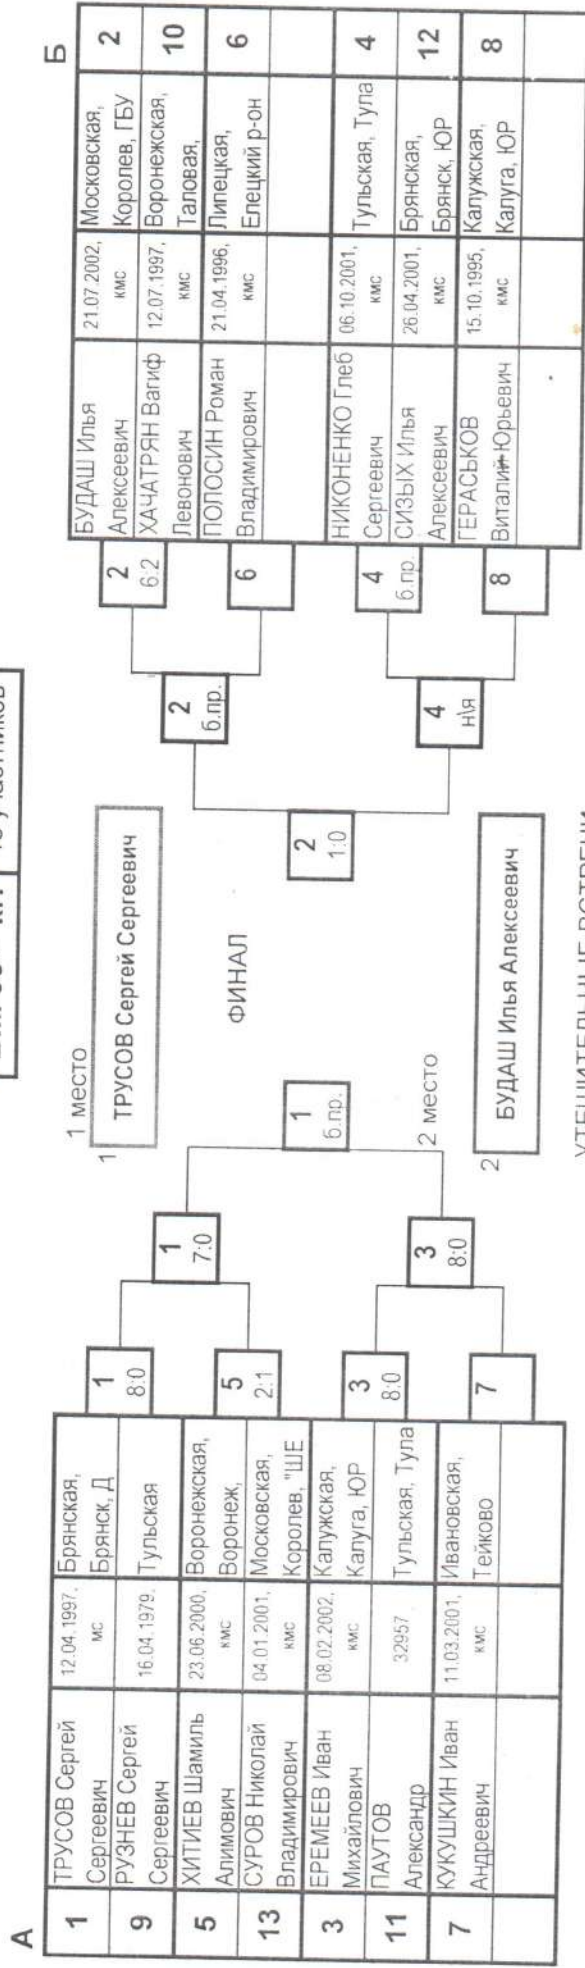 13 участников
А
1
ТРУСОВ Сергей
Сергеевич
12.04.1997,
мс
Брянская,
Брянск, Д
9
РУЗНЕВ Сергей
Сергеевич
16.04.1979,
Тульская
5
ХИТИЕВ Шамиль
Алимович
23.06.2000,
кмс
Воронежская,
Воронеж,
13
СУРОВ Николай
Владимирович
04.01.2001,
кмс
Московская,
Королев, "ШЕ
3
ЕРЕМЕЕВ Иван
Михайлович
08.02.2002,
кмс
Калужская,
Калуга, ЮР
11
ПАУТОВ
Александр
32957
Тульская, Тула
7
КУКУШКИН Иван
Андреевич
11.03.2001,
кмс
Ивановская,
Тейково
1
8:0
5
2:1
3
8:0
7
1
7:0
3
8:0
1
б.пр.
1 место
1
ТРУСОВ Сергей Сергеевич
ФИНАЛ
2 место
2
БУДАШ Илья Алексеевич
2
1:0
2
б.пр.
4
н\я
2
6:2
6
4
б.пр.
8
Б
БУДАШ Илья
Алексеевич
21.07.2002,
кмс
Московская,
Королев, ГБУ
2
ХАЧАТРЯН Вагиф
Левонович
12.07.1997,
кмс
Воронежская,
Таловая,
10
ПОЛОСИН Роман
Владимирович
21.04.1996,
кмс
Липецкая,
Елецкий р-он
6
НИКОНЕНКО Глеб
Сергеевич
06.10.2001,
кмс
Тульская, Тула
4
СИЗЫХ Илья
Алексеевич
26.04.2001,
кмс
Брянская,
Брянск, ЮР
12
ГЕРАСЬКОВ
Виталий Юрьевич
15.10.1995,
кмс
Калужская,
Калуга, ЮР
8
УТЕШИТЕЛЬНЫЕ ВСТРЕЧИ